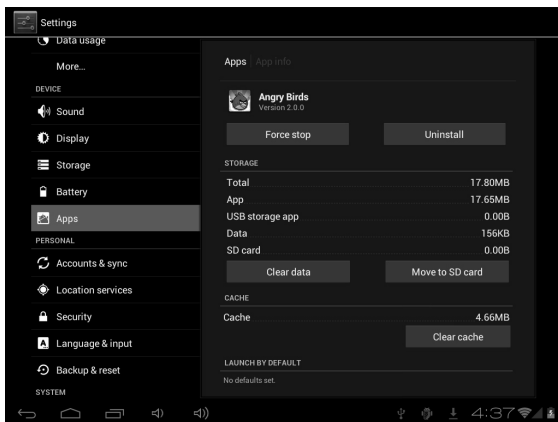 Settings
Data usage
More...
DEVICE
Sound
Display
Storage
Battery
Apps
PERSONAL
Accounts & sync
Location services
Security
Language & input
Backup & reset
SYSTEM
Apps App info
Angry Birds
Version 2.0.0
Force stop Uninstall
STORAGE
Total 17.80MB
App 17.65MB
USB storage app 0.00B
Data 156KB
SD card 0.00B
Clear data Move to SD card
CACHE
Cache 4.66MB
Clear cache
LAUNCH BY DEFAULT
No defaults set.
4:37